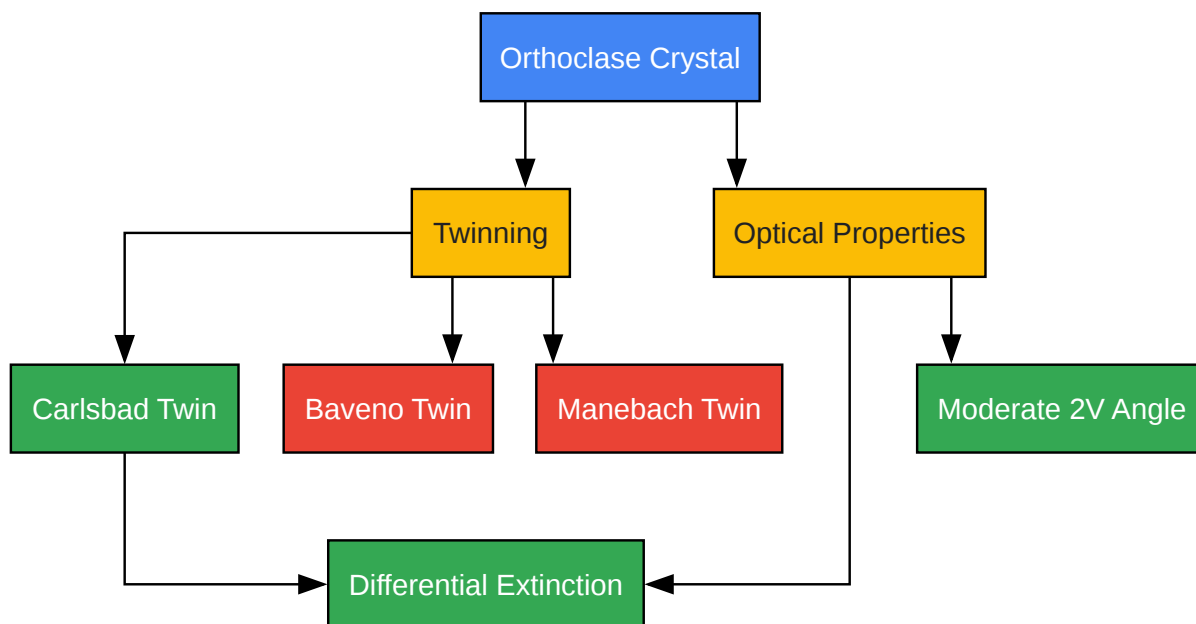 Orthoclase Crystal
Twinning
Optical Properties
Carlsbad Twin
Baveno Twin
Manebach Twin
Moderate 2V Angle
Differential Extinction